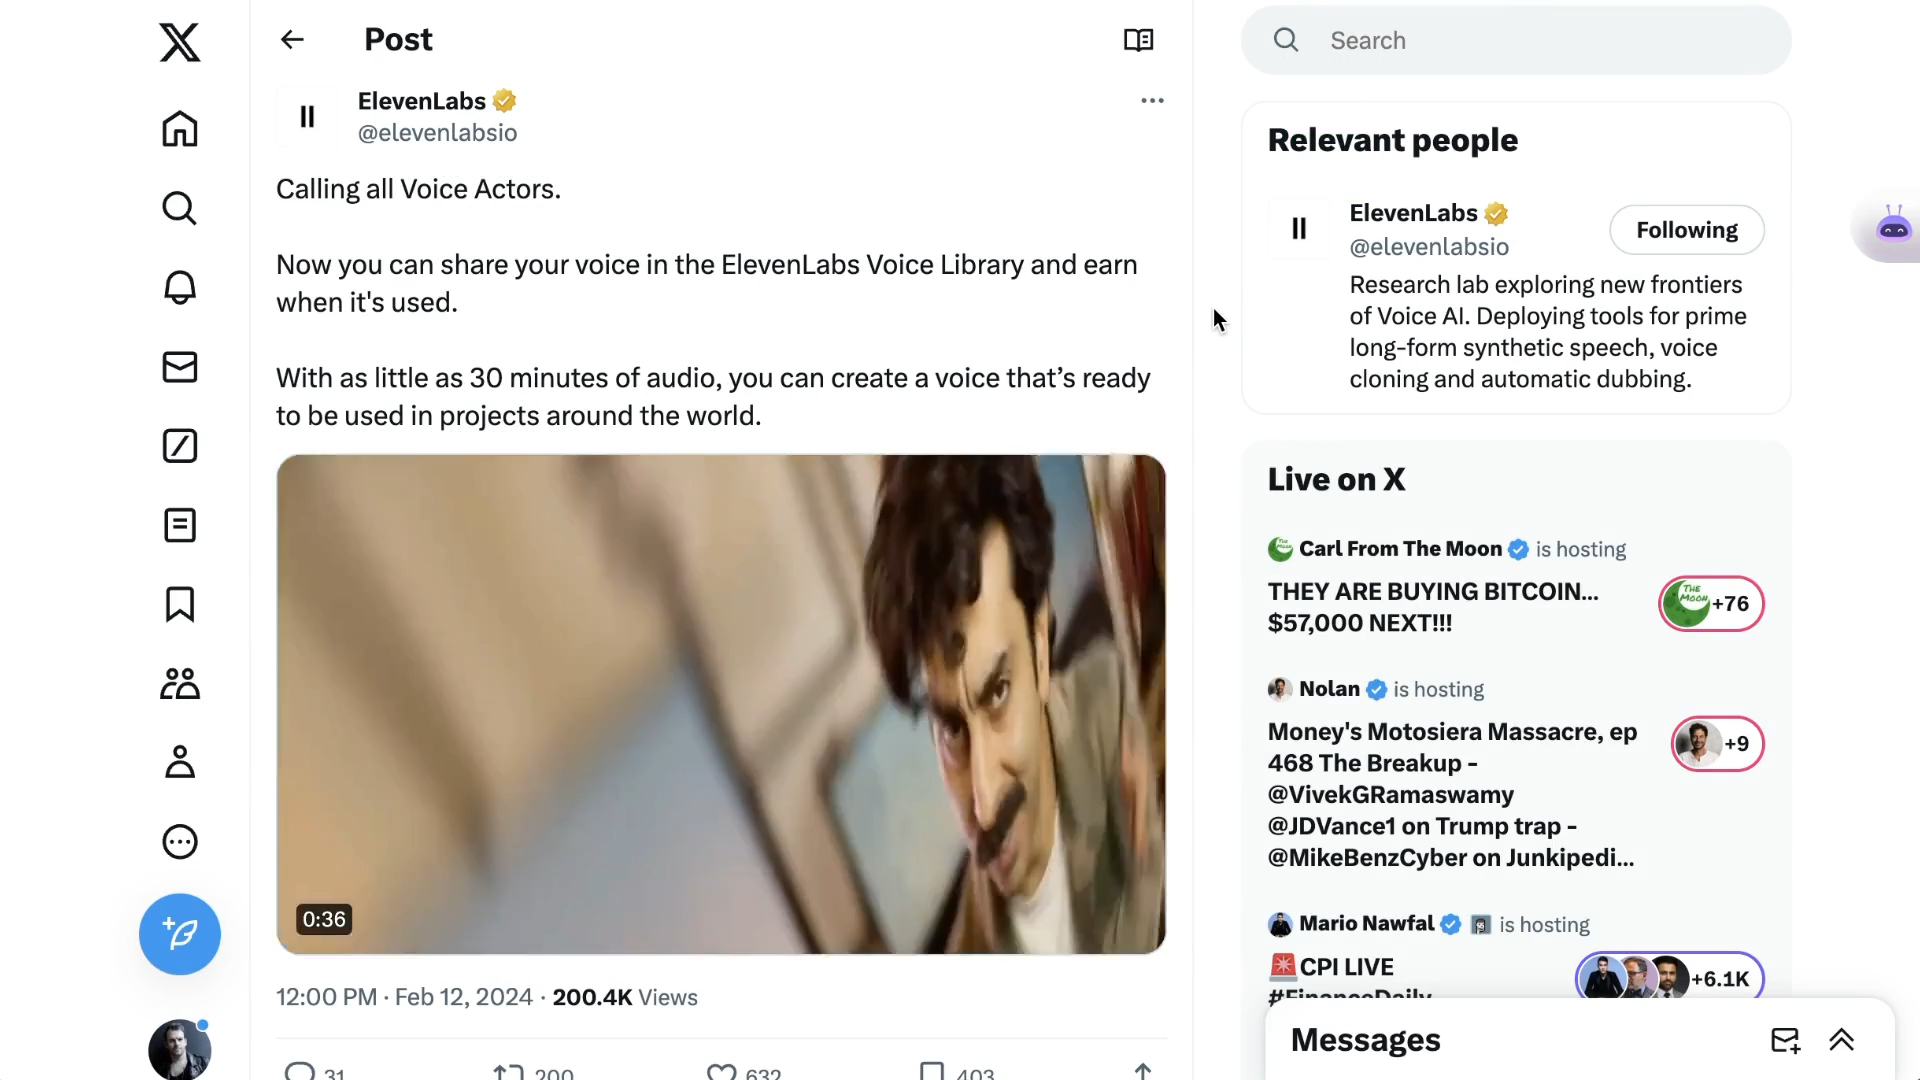 Post
ElevenLabs
@elevenlabsio
Calling all Voice Actors.
Now you can share your voice in the ElevenLabs Voice Library and earn
when it's used.
With as little as 30 minutes of audio, you can create a voice that’s ready
to be used in projects around the world.
0:36
12:00 PM · Feb 12, 2024 · 200.4K Views
31
200
632
403
Search
Relevant people
ElevenLabs
@elevenlabsio
Following
Research lab exploring new frontiers
of Voice AI. Deploying tools for prime
long-form synthetic speech, voice
cloning and automatic dubbing.
Live on X
Carl From The Moon is hosting
THEY ARE BUYING BITCOIN...
$57,000 NEXT!!!
THE MOON +76
Nolan is hosting
Money's Motosiera Massacre, ep
468 The Breakup -
@VivekGRamaswamy
@JDVance1 on Trump trap -
@MikeBenzCyber on Junkipedi...
+9
Mario Nawfal is hosting
CPI LIVE
#FinanceDaily
+6.1K
Messages